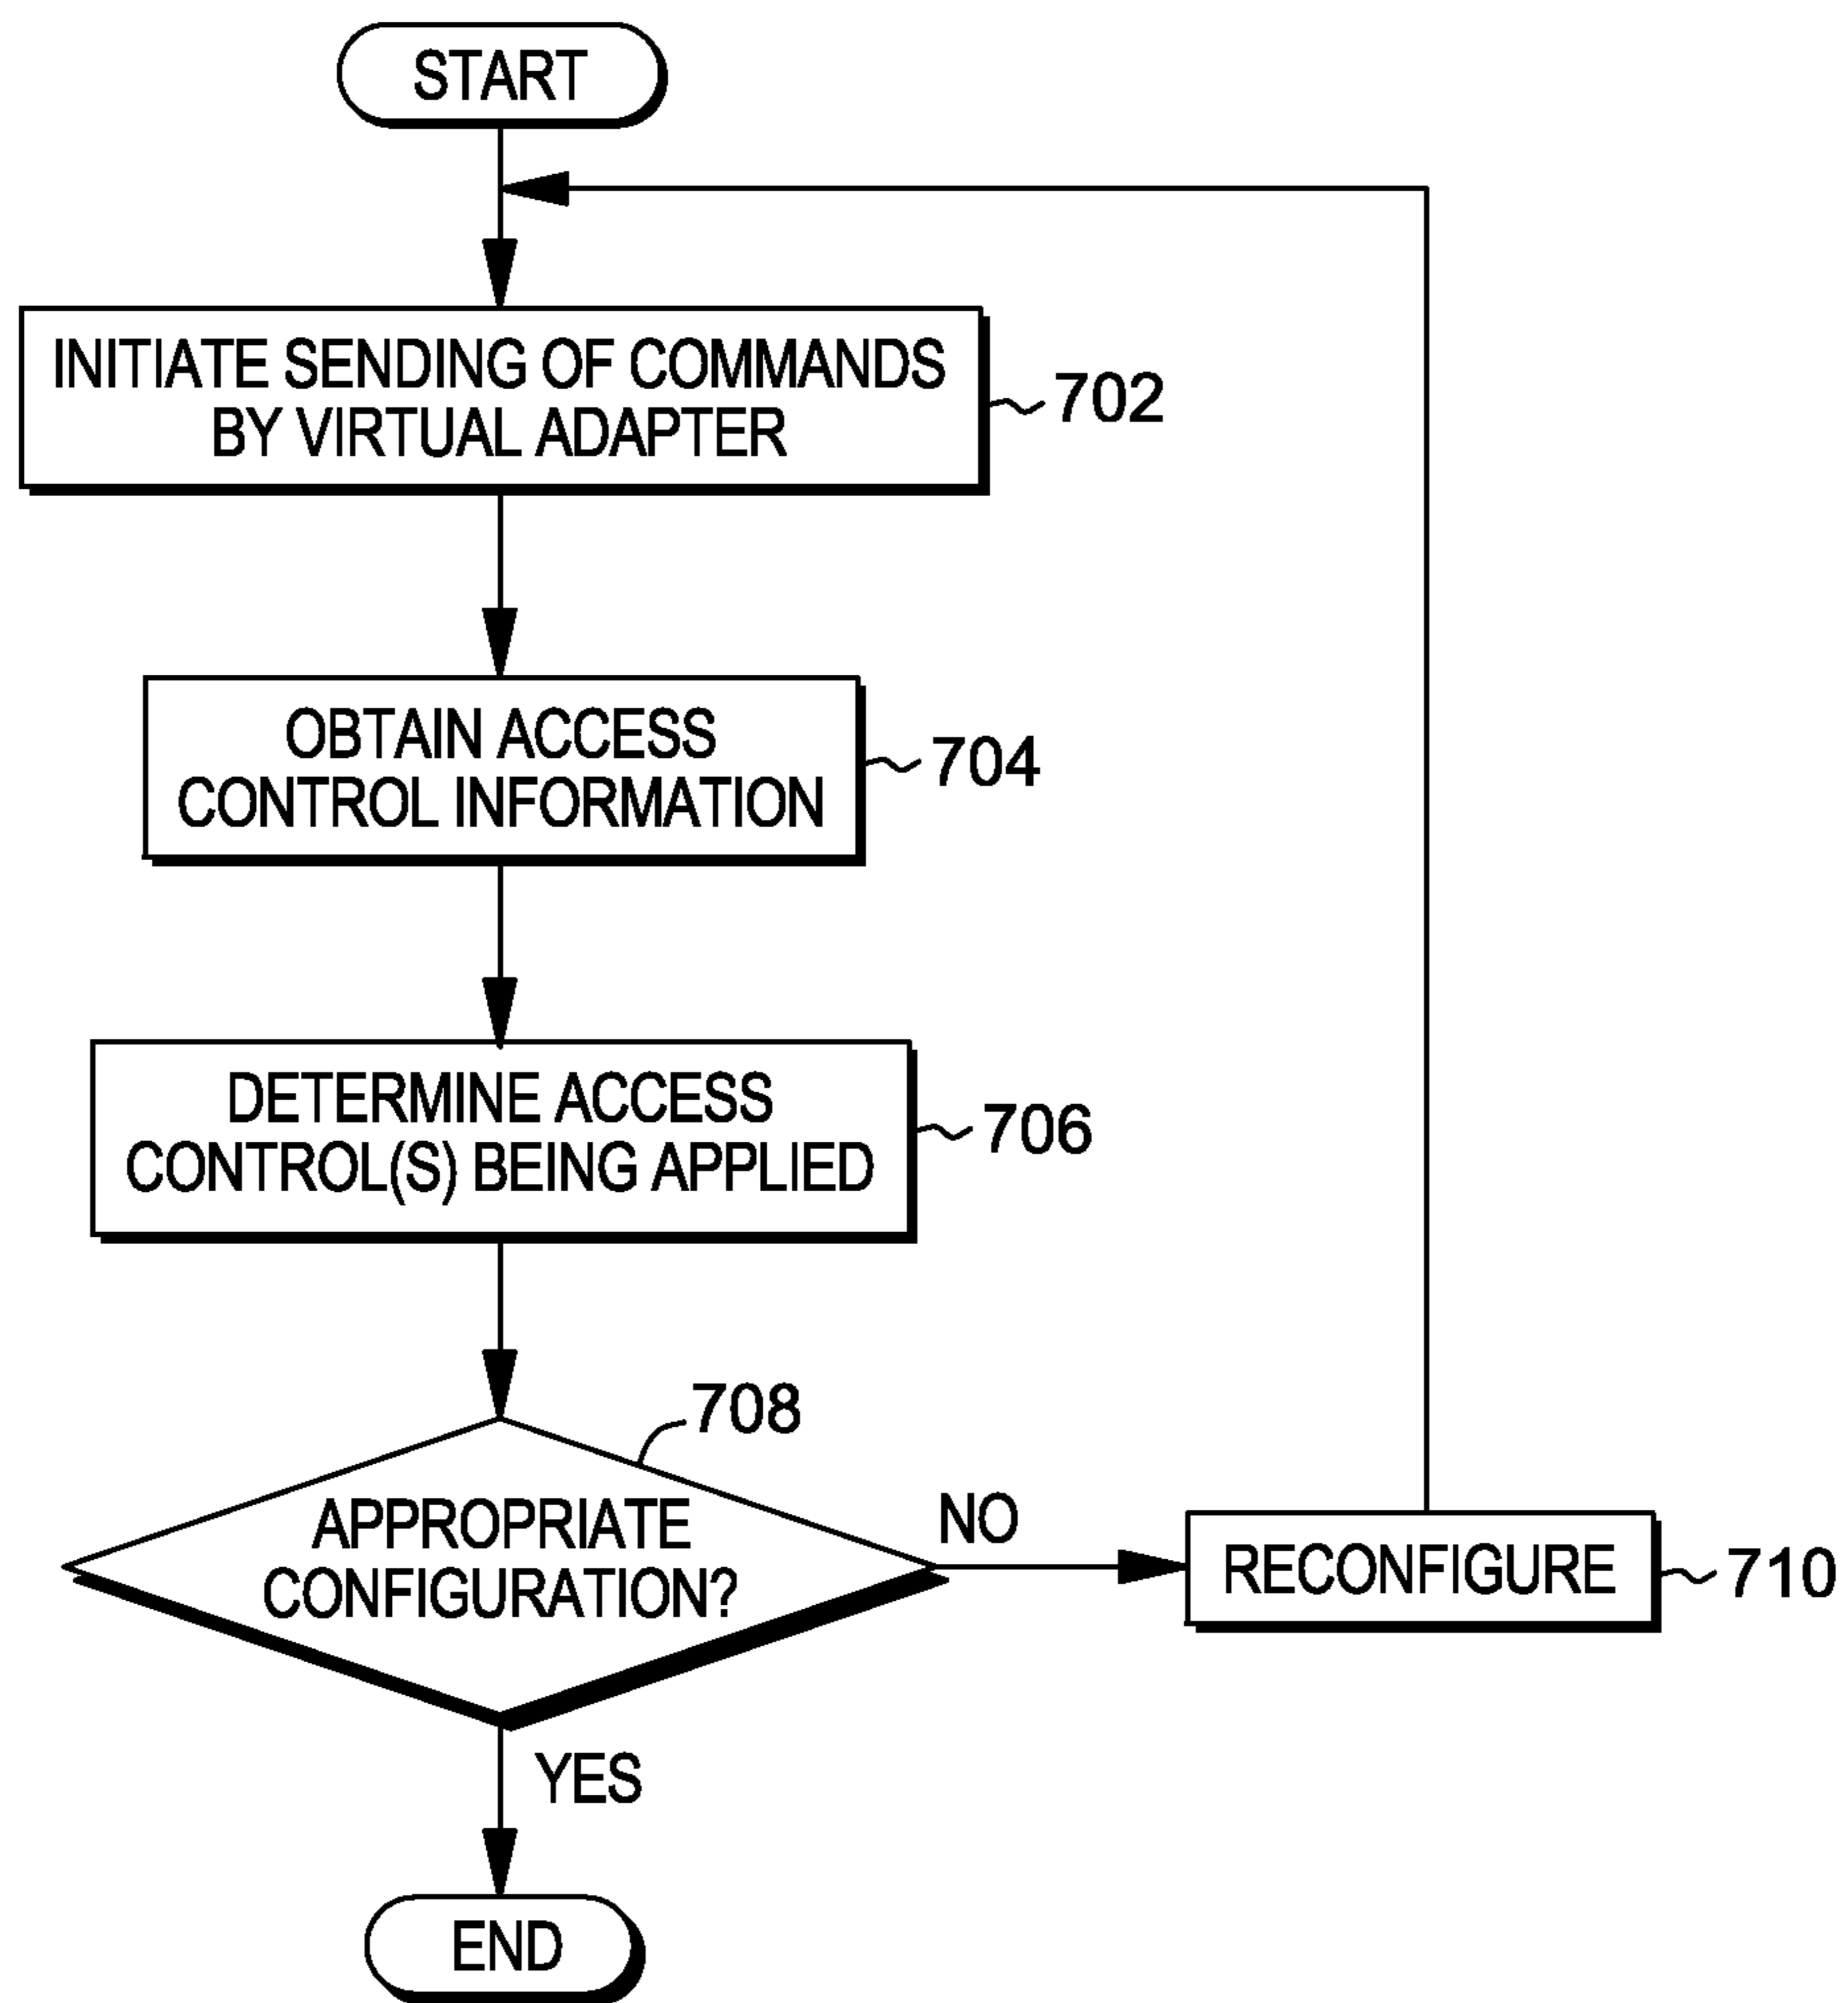 START
INITIATE SENDING OF COMMANDS
BY VIRTUAL ADAPTER
702
OBTAIN ACCESS
CONTROL INFORMATION
704
DETERMINE ACCESS
CONTROL(S) BEING APPLIED
706
708
APPROPRIATE
CONFIGURATION?
NO
RECONFIGURE
710
YES
END